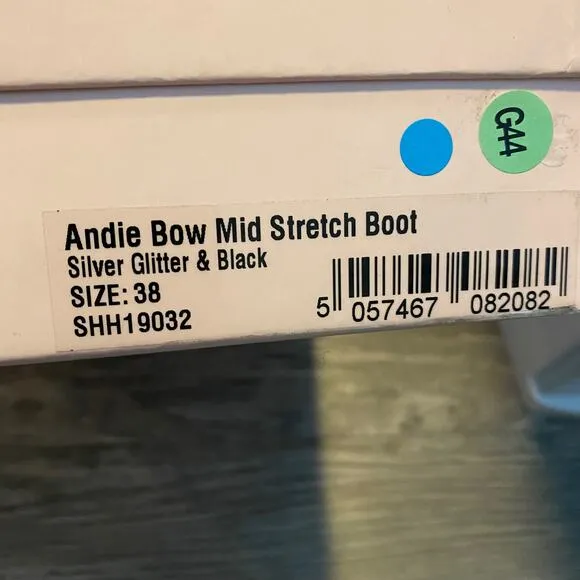 G44
Andie Bow Mid Stretch Boot
Silver Glitter & Black
SIZE: 38
SHH19032
5 057467 082082